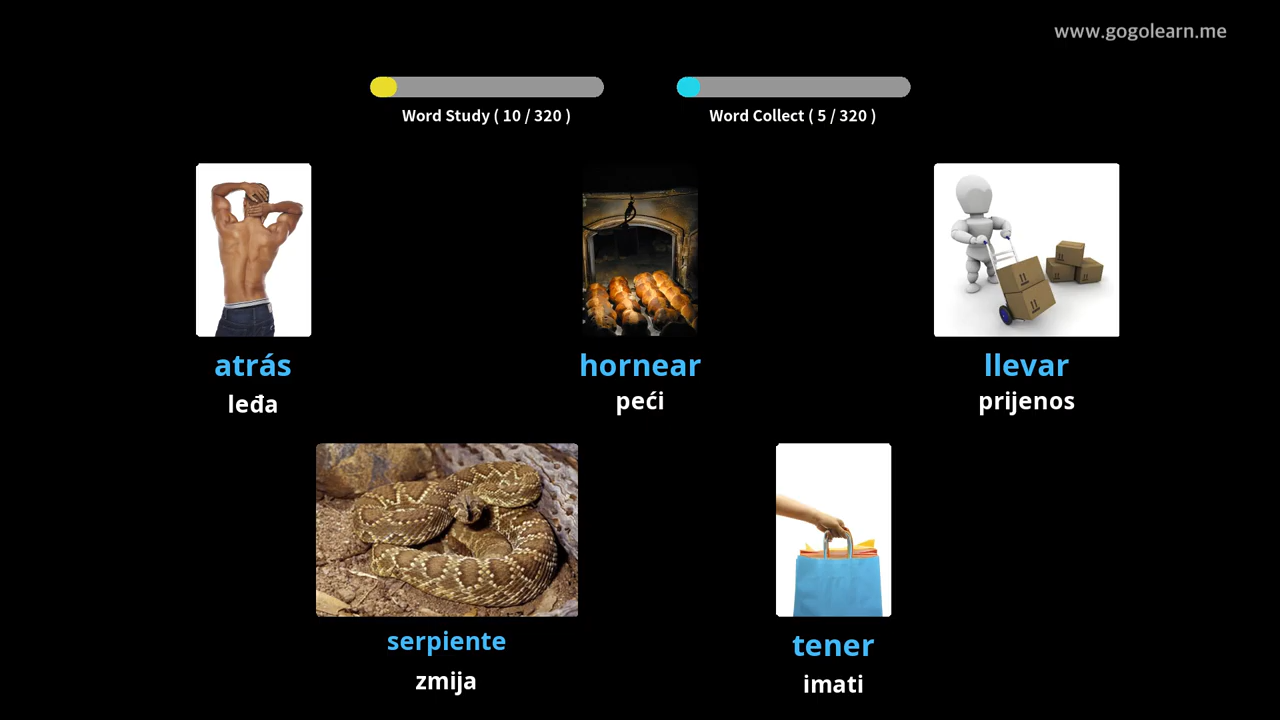 www.gogolearn.me
Word Study ( 10 / 320 )
Word Collect ( 5 / 320 )
atrás
leđa
hornear
peći
llevar
prijenos
serpiente
zmija
tener
imati